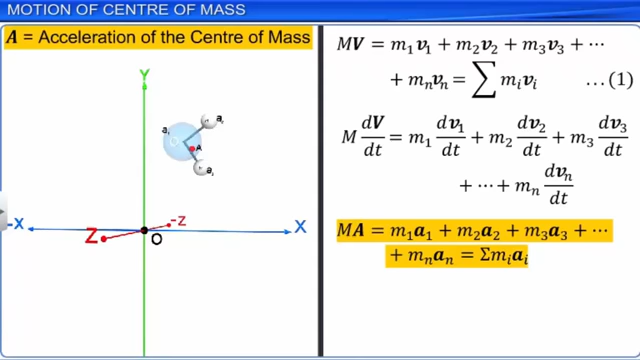 MOTION OF CENTRE OF MASS
A = Acceleration of the Centre of Mass
Y
a₁
O
A
-X
X
-Z
Z
O
MV = m₁v₁ + m₂v₂ + m₃v₃ + ⋯
+ mₙvₙ = ∑ mᵢvᵢ …(1)
M dV/dt = m₁ dv₁/dt + m₂ dv₂/dt + m₃ dv₃/dt
+ ⋯ + mₙ dvₙ/dt
MA = m₁a₁ + m₂a₂ + m₃a₃ + ⋯
+ mₙaₙ = Σmᵢaᵢ